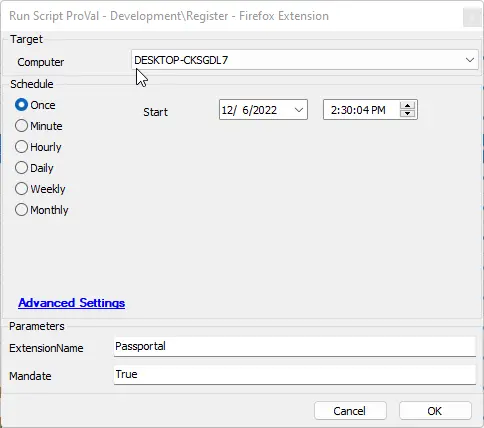 Run Script ProVal - Development\Register - Firefox Extension
Target
Computer DESKTOP-CKSGDL7
Schedule
Once Start 12/ 6/2022 2:30:04 PM
Minute
Hourly
Daily
Weekly
Monthly
Advanced Settings
Parameters
ExtensionName Passportal
Mandate True
Cancel OK